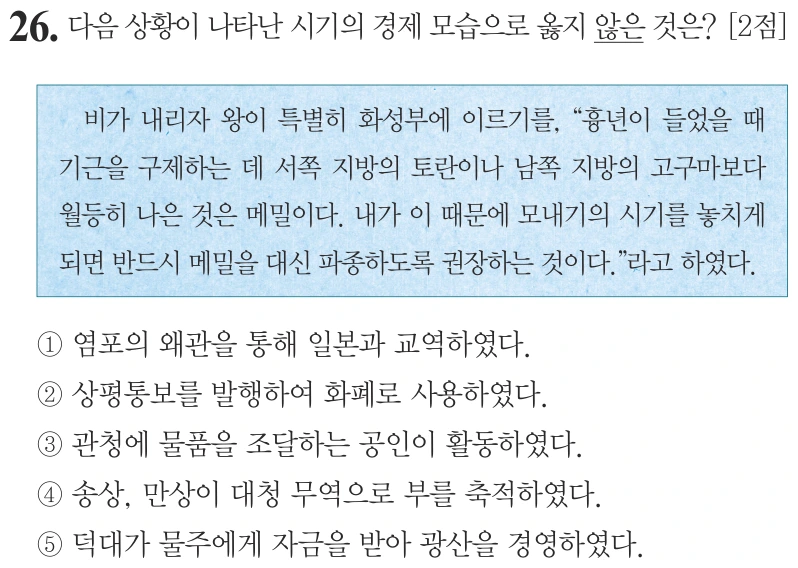 26. 다음 상황이 나타난 시기의 경제 모습으로 옳지 않은 것은? [2점]
비가 내리자 왕이 특별히 화성부에 이르기를, “흉년이 들었을 때
기근을 구제하는 데 서쪽 지방의 토란이나 남쪽 지방의 고구마보다
월등히 나은 것은 메밀이다. 내가 이 때문에 모내기의 시기를 놓치게
되면 반드시 메밀을 대신 파종하도록 권장하는 것이다.”라고 하였다.
① 염포의 왜관을 통해 일본과 교역하였다.
② 상평통보를 발행하여 화폐로 사용하였다.
③ 관청에 물품을 조달하는 공인이 활동하였다.
④ 송상, 만상이 대청 무역으로 부를 축적하였다.
⑤ 덕대가 물주에게 자금을 받아 광산을 경영하였다.